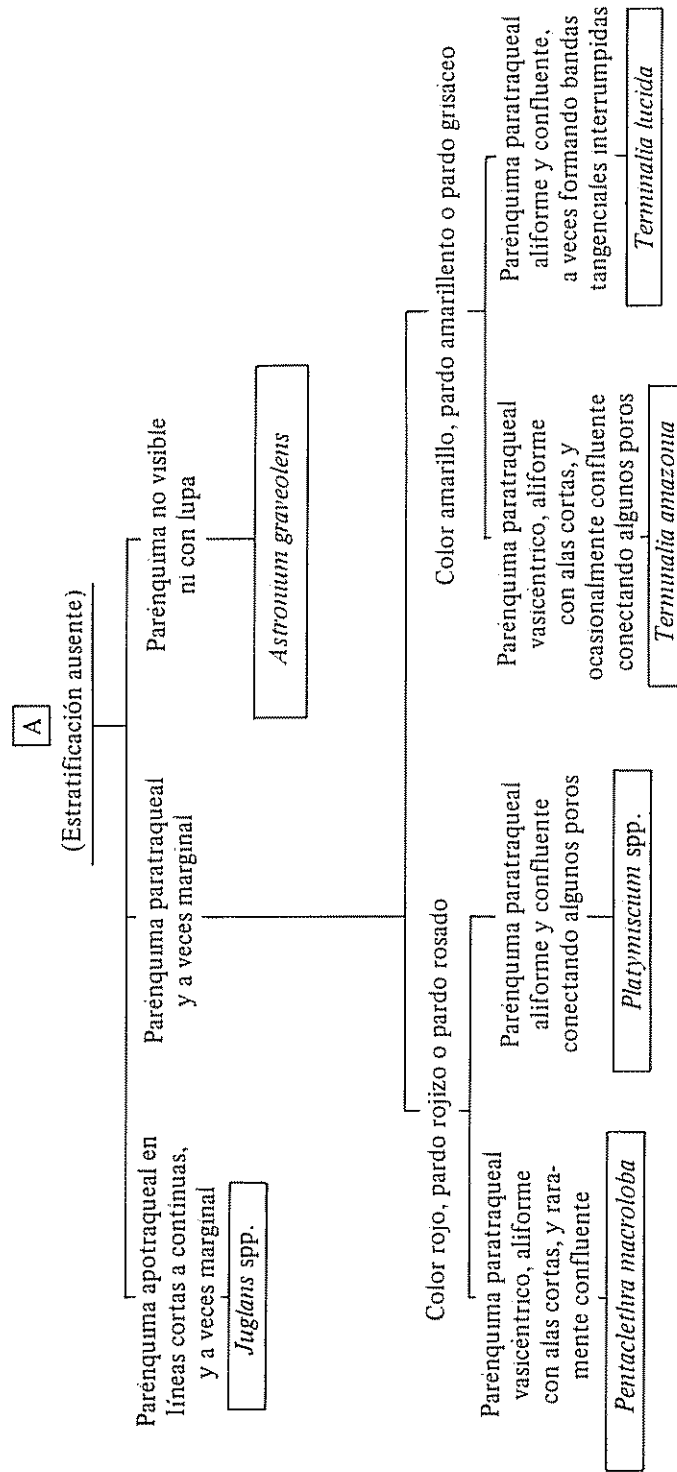 A
(Estratificación ausente)
Parénquima apotraqueal en
líneas cortas a continuas,
y a veces marginal
Juglans spp.
Parénquima paratraqueal
y a veces marginal
Parénquima no visible
ni con lupa
Astronium graveolens
Color rojo, pardo rojizo o pardo rosado
Parénquima paratraqueal
vasicéntrico, aliforme
con alas cortas, y rara-
mente confluente
Pentaclethra macroloba
Parénquima paratraqueal
aliforme y confluente
conectando algunos poros
Platymiscium spp.
Color amarillo, pardo amarillento o pardo grisáceo
Parénquima paratraqueal
vasicéntrico, aliforme
con alas cortas, y
ocasionalmente confluente
conectando algunos poros
Terminalia amazonia
Parénquima paratraqueal
aliforme y confluente,
a veces formando bandas
tangenciales interrumpidas
Terminalia lucida